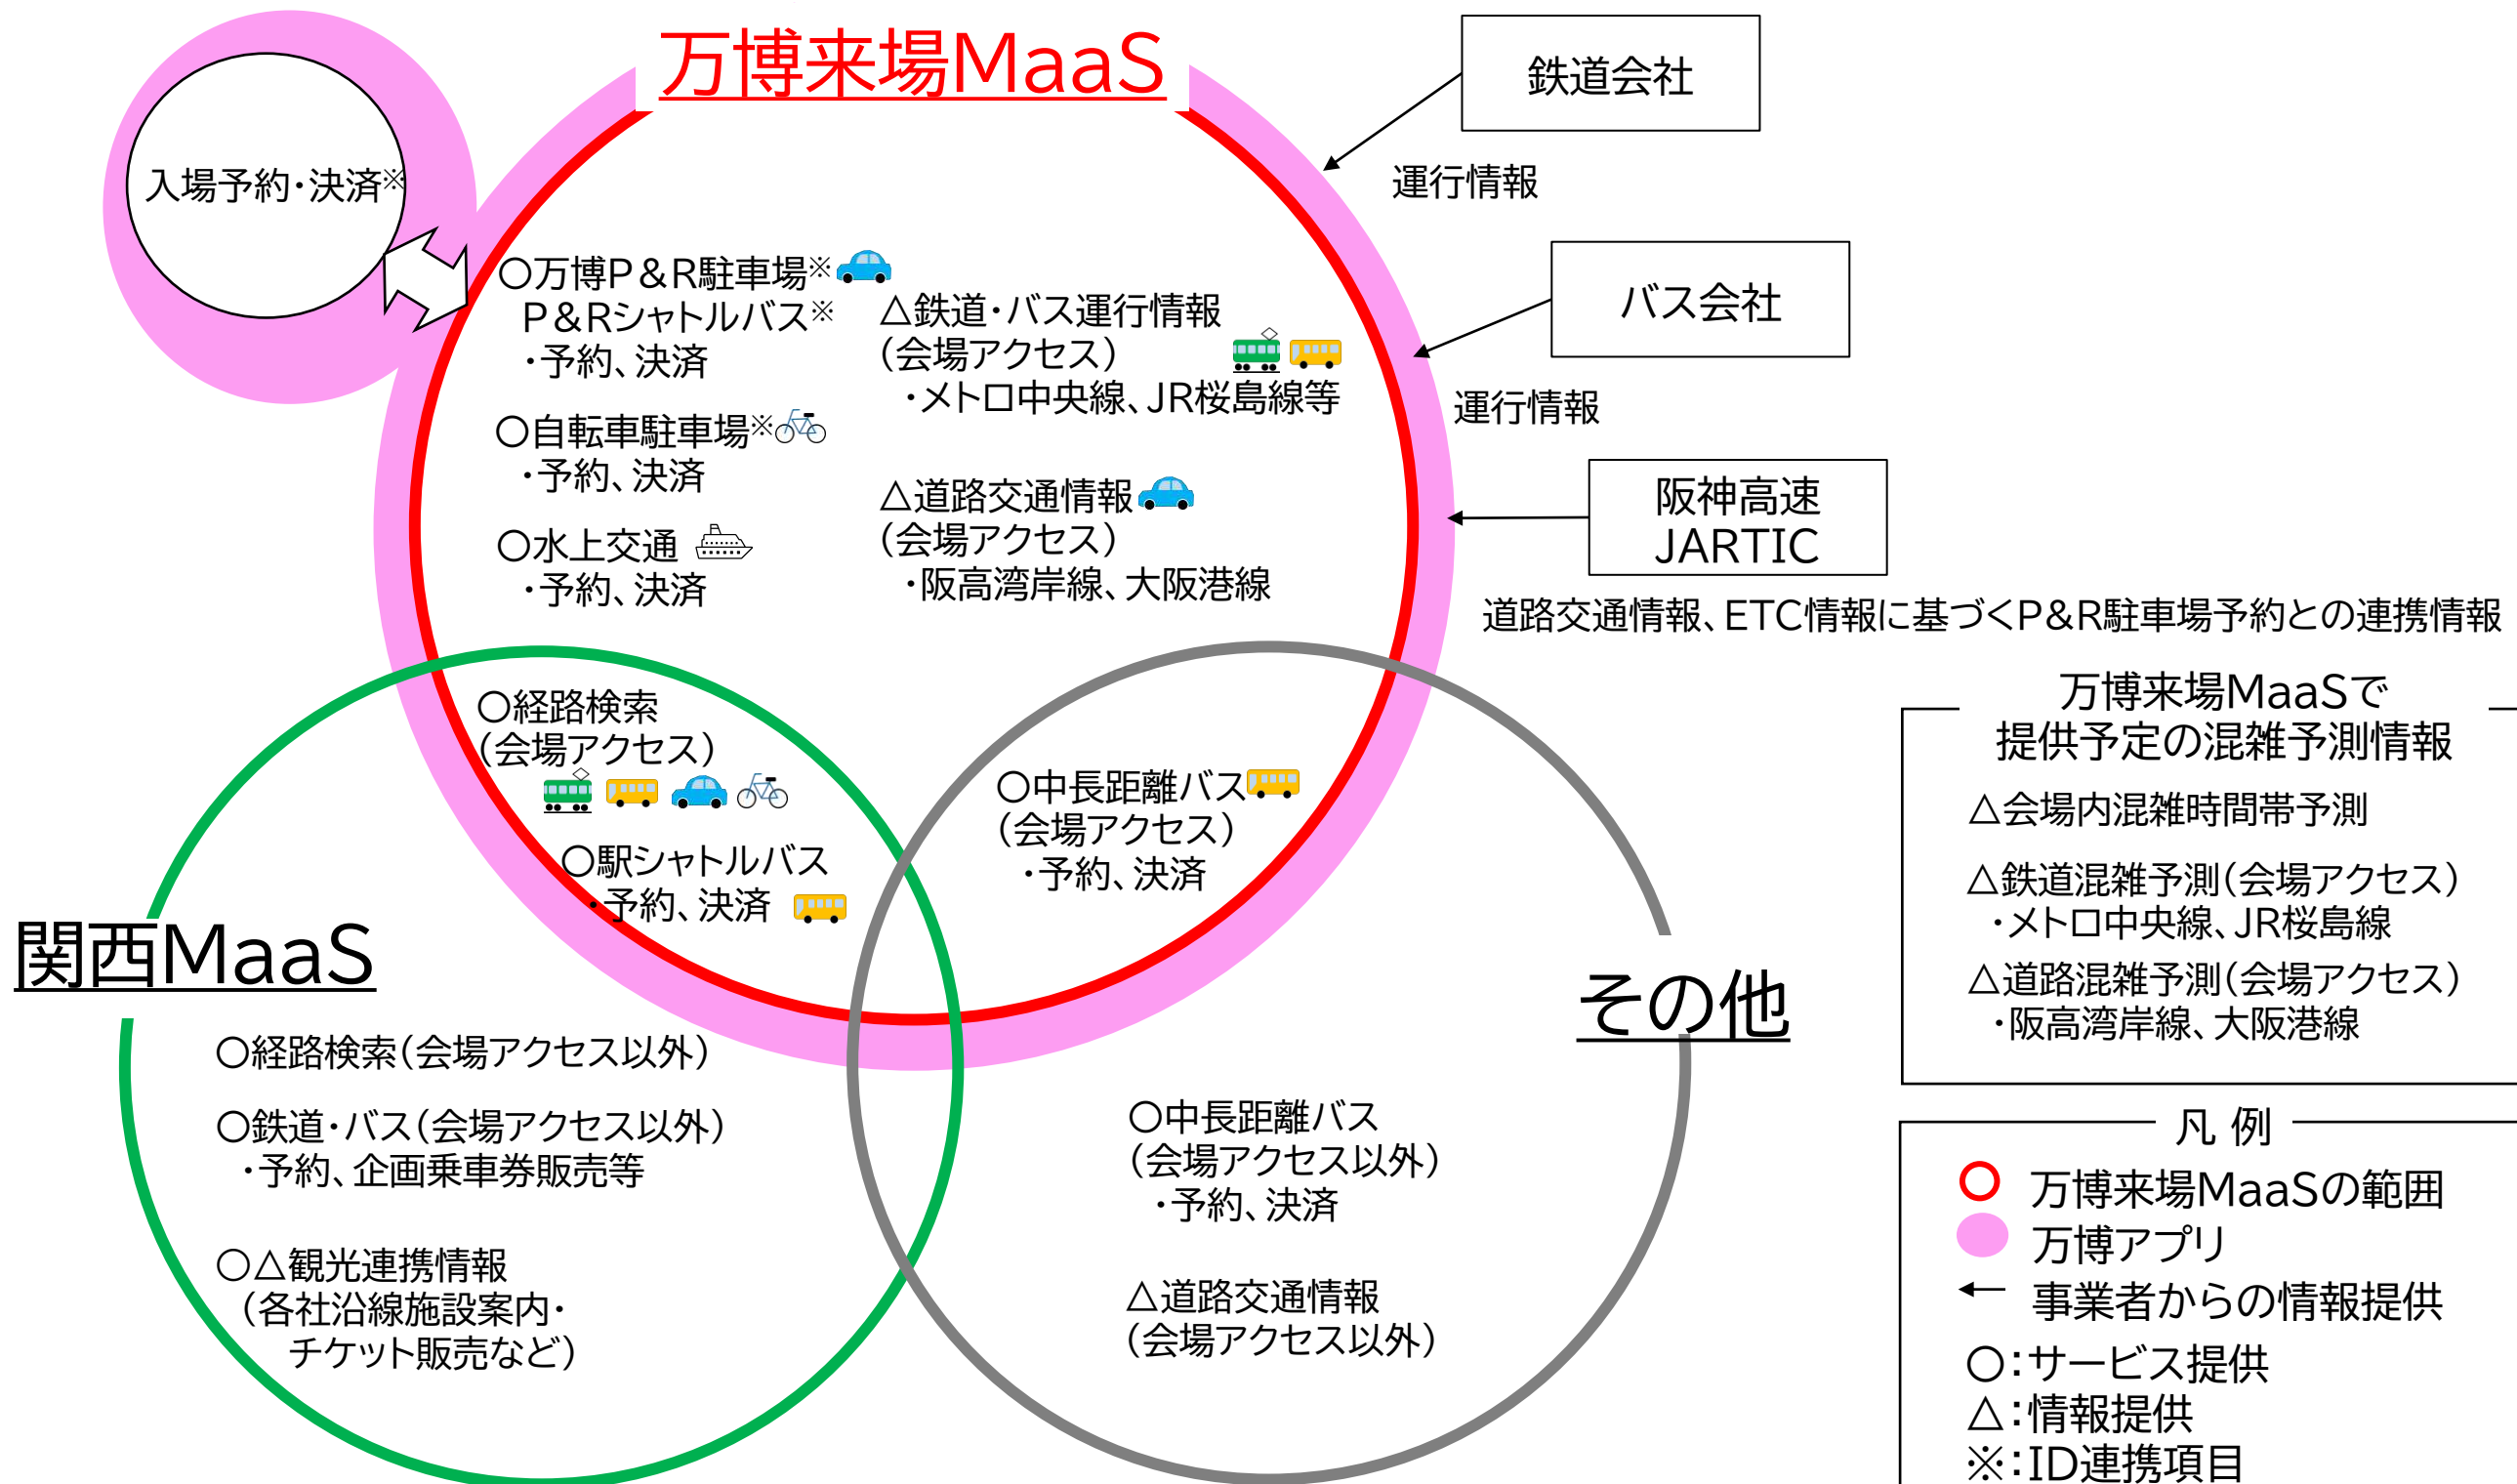 万博来場MaaS
入場予約・決済※
○万博P&R駐車場※
P&Rシャトルバス※
・予約、決済
○自転車駐車場※
・予約、決済
○水上交通
・予約、決済
△鉄道・バス運行情報
（会場アクセス）
・メトロ中央線、JR桜島線等
△道路交通情報
（会場アクセス）
・阪高湾岸線、大阪港線
鉄道会社
運行情報
バス会社
運行情報
阪神高速
JARTIC
道路交通情報、ETC情報に基づくP&R駐車場予約との連携情報
○経路検索
（会場アクセス）
○駅シャトルバス
・予約、決済
○中長距離バス
（会場アクセス）
・予約、決済
関西MaaS
○経路検索（会場アクセス以外）
○鉄道・バス（会場アクセス以外）
・予約、企画乗車券販売等
○△観光連携情報
（各社沿線施設案内・
チケット販売など）
その他
○中長距離バス
（会場アクセス以外）
・予約、決済
△道路交通情報
（会場アクセス以外）
万博来場MaaSで
提供予定の混雑予測情報
△会場内混雑時間帯予測
△鉄道混雑予測（会場アクセス）
・メトロ中央線、JR桜島線
△道路混雑予測（会場アクセス）
・阪高湾岸線、大阪港線
凡 例
万博来場MaaSの範囲
万博アプリ
事業者からの情報提供
○：サービス提供
△：情報提供
※：ID連携項目